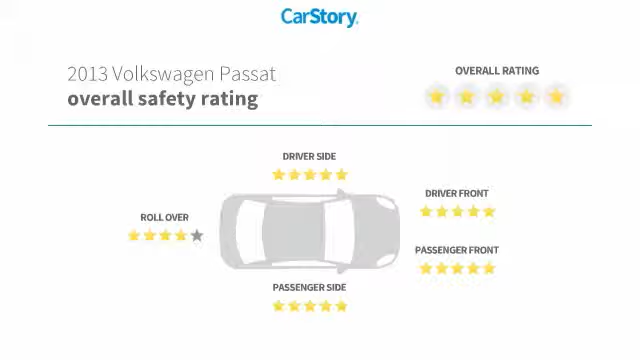 CarStory.
2013 Volkswagen Passat
overall safety rating
OVERALL RATING
DRIVER SIDE
DRIVER FRONT
ROLL OVER
PASSENGER FRONT
PASSENGER SIDE